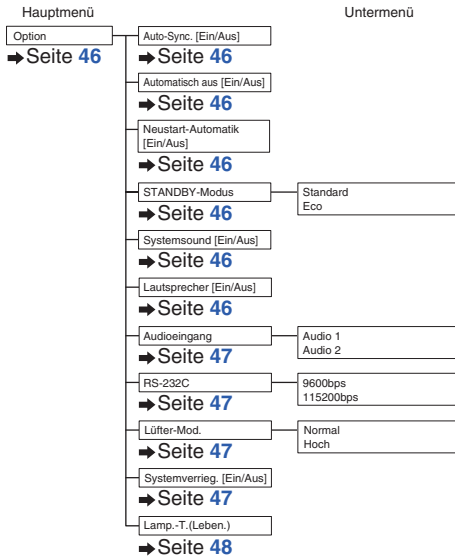 Hauptmenü
Untermenü
Option
➡Seite 46
Auto-Sync. [Ein/Aus]
➡Seite 46
Automatisch aus [Ein/Aus]
➡Seite 46
Neustart-Automatik
[Ein/Aus]
➡Seite 46
STANDBY-Modus
Standard
Eco
➡Seite 46
Systemsound [Ein/Aus]
➡Seite 46
Lautsprecher [Ein/Aus]
➡Seite 46
Audioeingang
Audio 1
Audio 2
➡Seite 47
RS-232C
9600bps
115200bps
➡Seite 47
Lüfter-Mod.
Normal
Hoch
➡Seite 47
Systemverrieg. [Ein/Aus]
➡Seite 47
Lamp.-T.(Leben.)
➡Seite 48